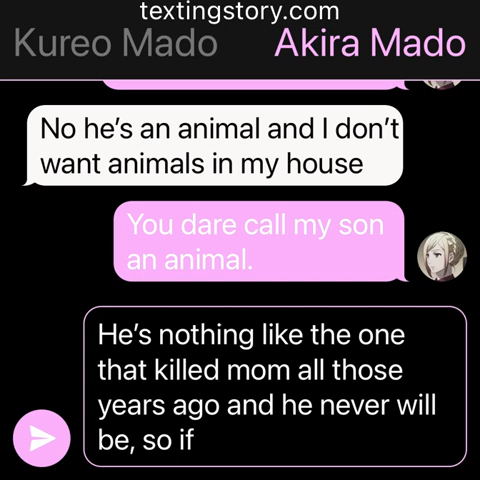 textingstory.com
Kureo Mado
Akira Mado
No he's an animal and I don't
want animals in my house
You dare call my son
an animal.
He's nothing like the one
that killed mom all those
years ago and he never will
be, so if